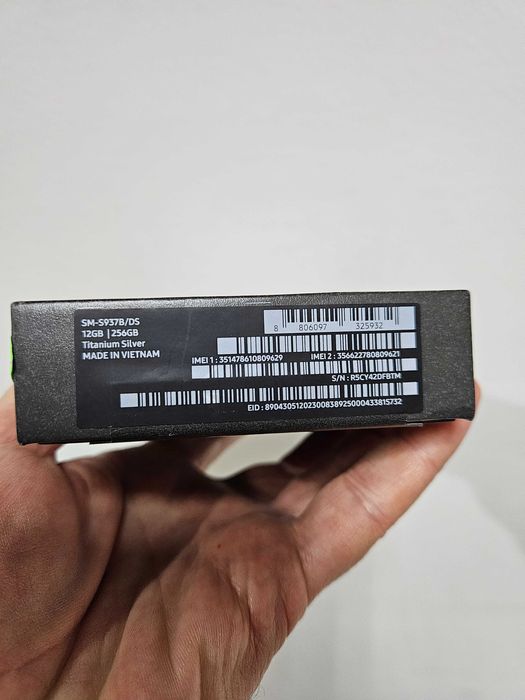 SM-S937B/DS
12GB | 256GB
Titanium Silver
MADE IN VIETNAM
8 806097 325932
IMEI 1 : 351478610809629 IMEI 2 : 356622780809621
S/N : R5CY42DFBTM
EID : 89043051202300838925000433815732